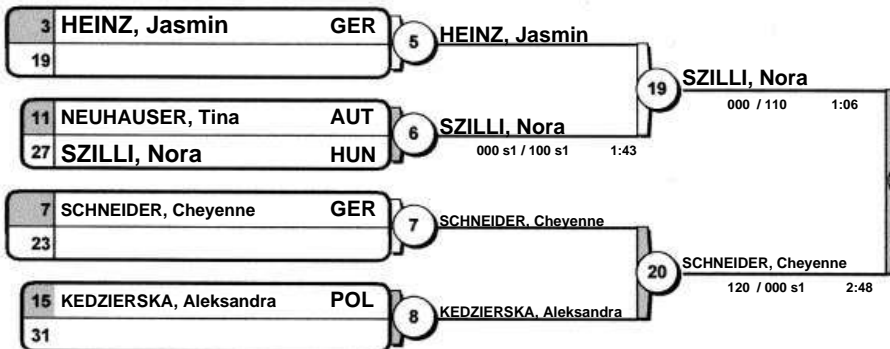 3 HEINZ, Jasmin GER
19
5 HEINZ, Jasmin
11 NEUHAUSER, Tina AUT
27 SZILLI, Nora HUN
6 SZILLI, Nora
000 s1 / 100 s1 1:43
19 SZILLI, Nora
000 / 110 1:06
7 SCHNEIDER, Cheyenne GER
23
7 SCHNEIDER, Cheyenne
15 KEDZIERSKA, Aleksandra POL
31
8 KEDZIERSKA, Aleksandra
20 SCHNEIDER, Cheyenne
120 / 000 s1 2:48